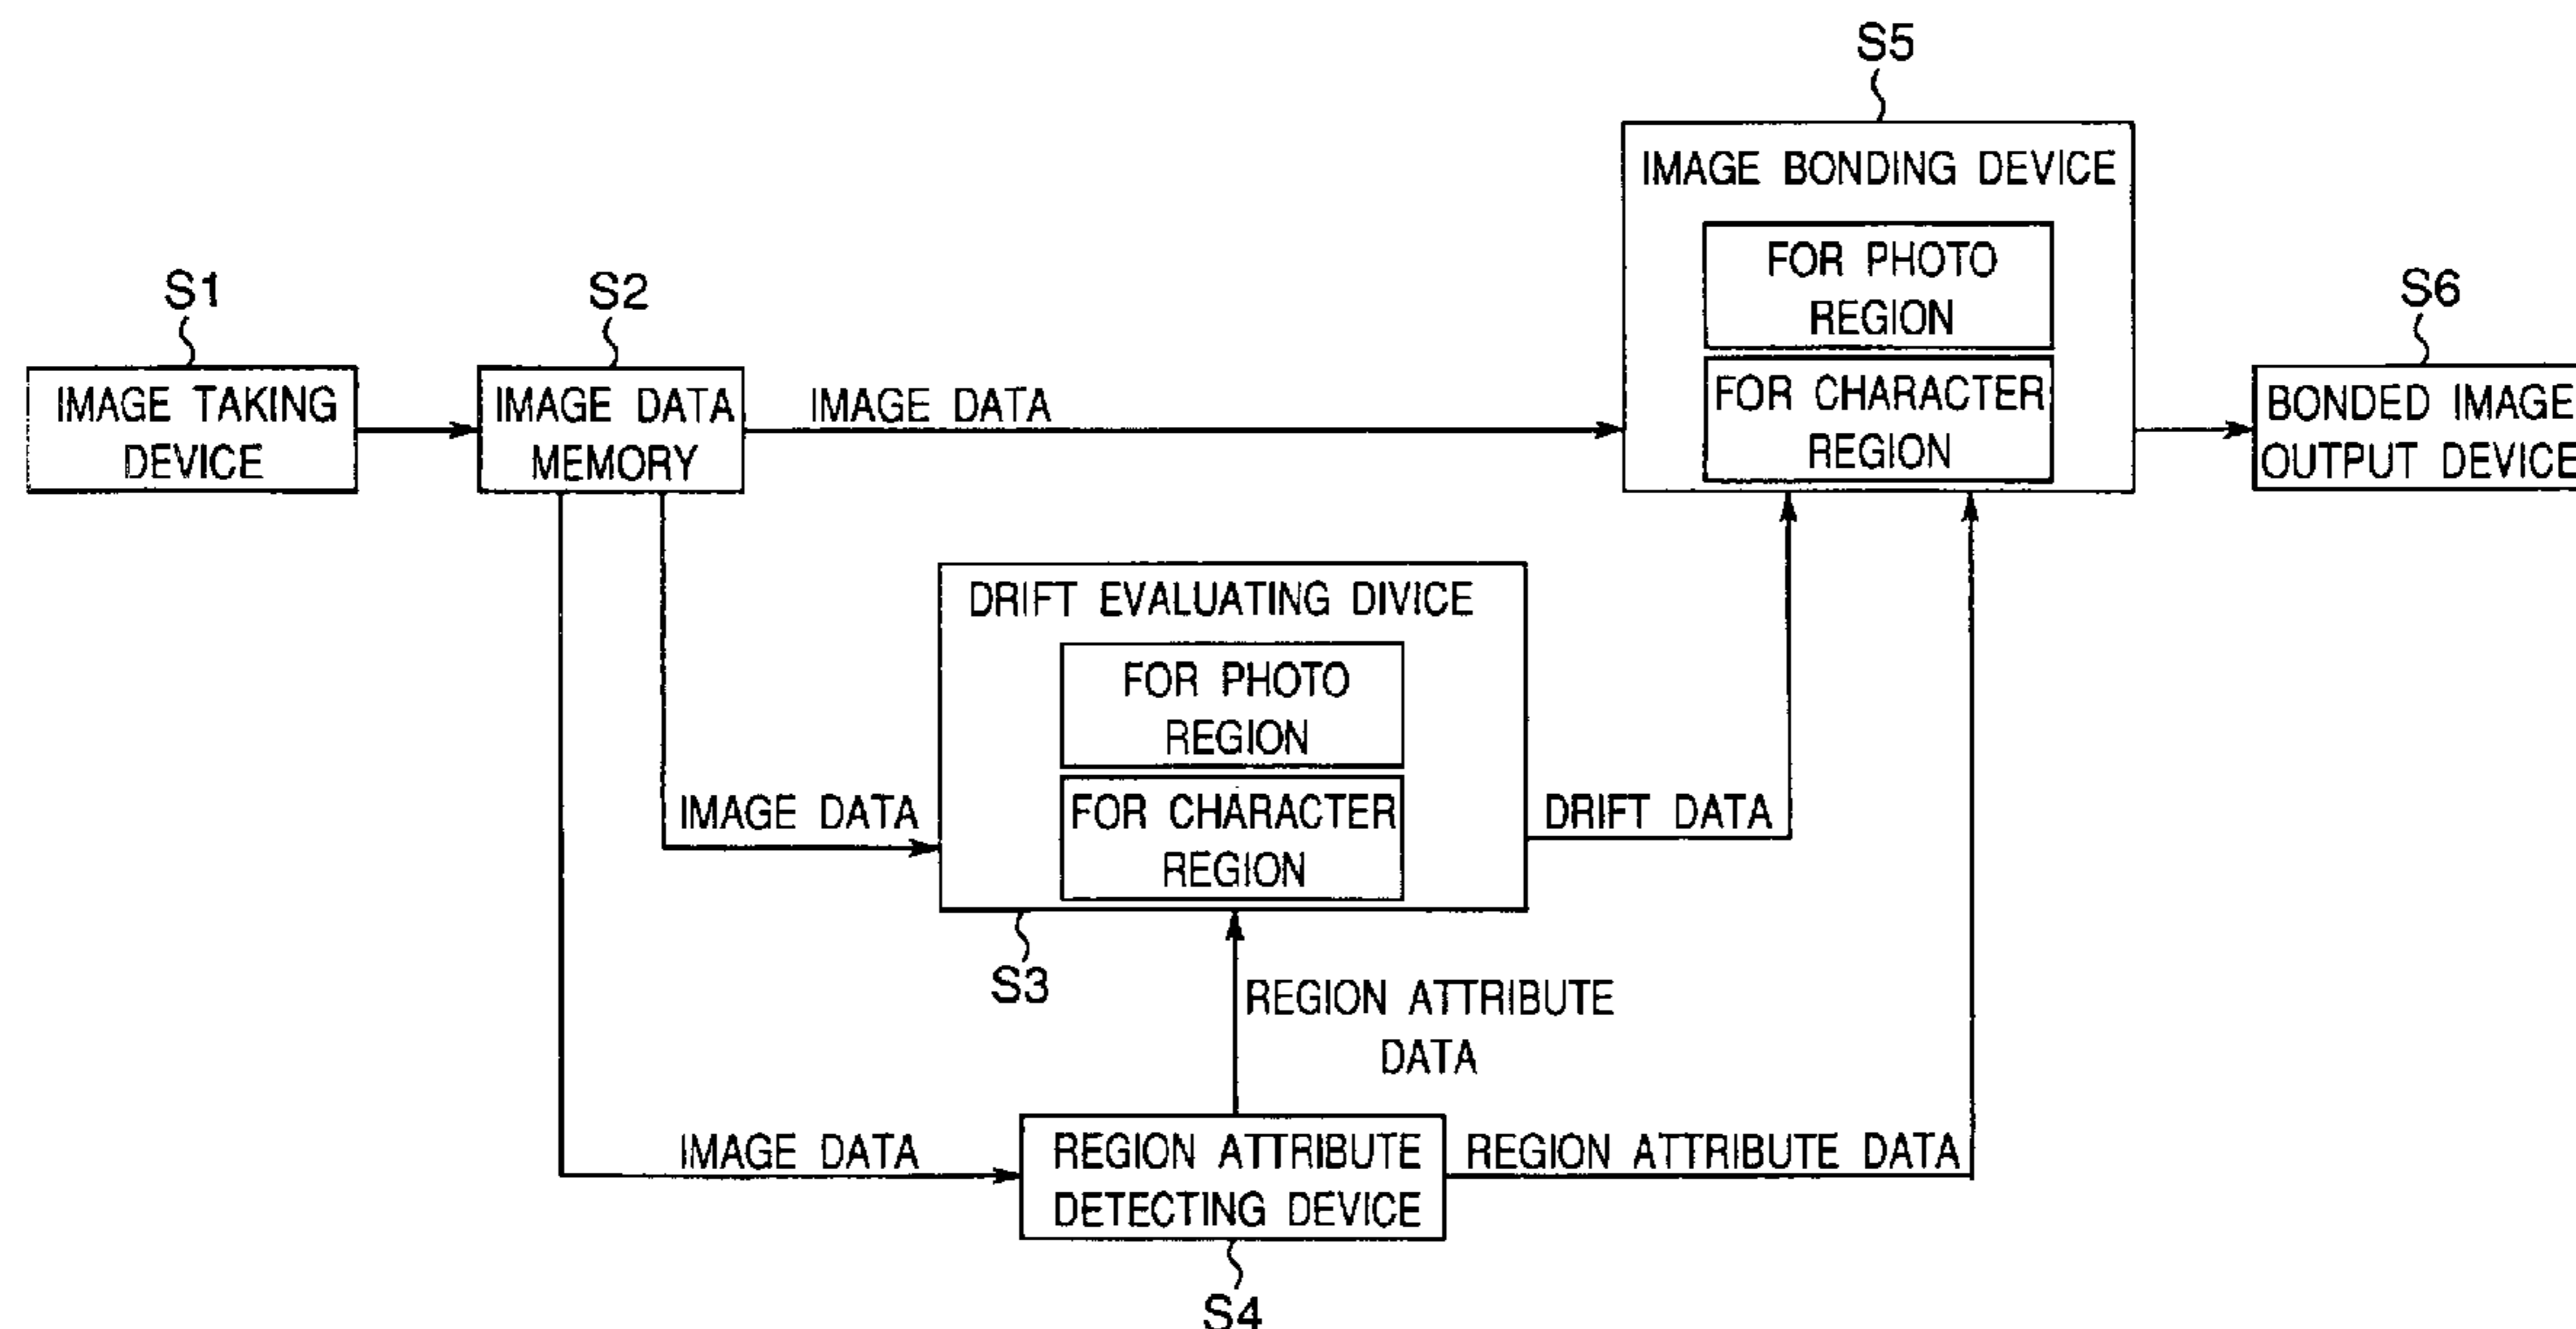 S5
IMAGE BONDING DEVICE
FOR PHOTO
REGION
FOR CHARACTER
REGION
S1
S2
S6
IMAGE TAKING
DEVICE
IMAGE DATA
MEMORY
IMAGE DATA
BONDED IMAGE
OUTPUT DEVICE
DRIFT EVALUATING DIVICE
FOR PHOTO
REGION
FOR CHARACTER
REGION
IMAGE DATA
DRIFT DATA
S3
REGION ATTRIBUTE
DATA
IMAGE DATA
REGION ATTRIBUTE
DETECTING DEVICE
REGION ATTRIBUTE DATA
S4